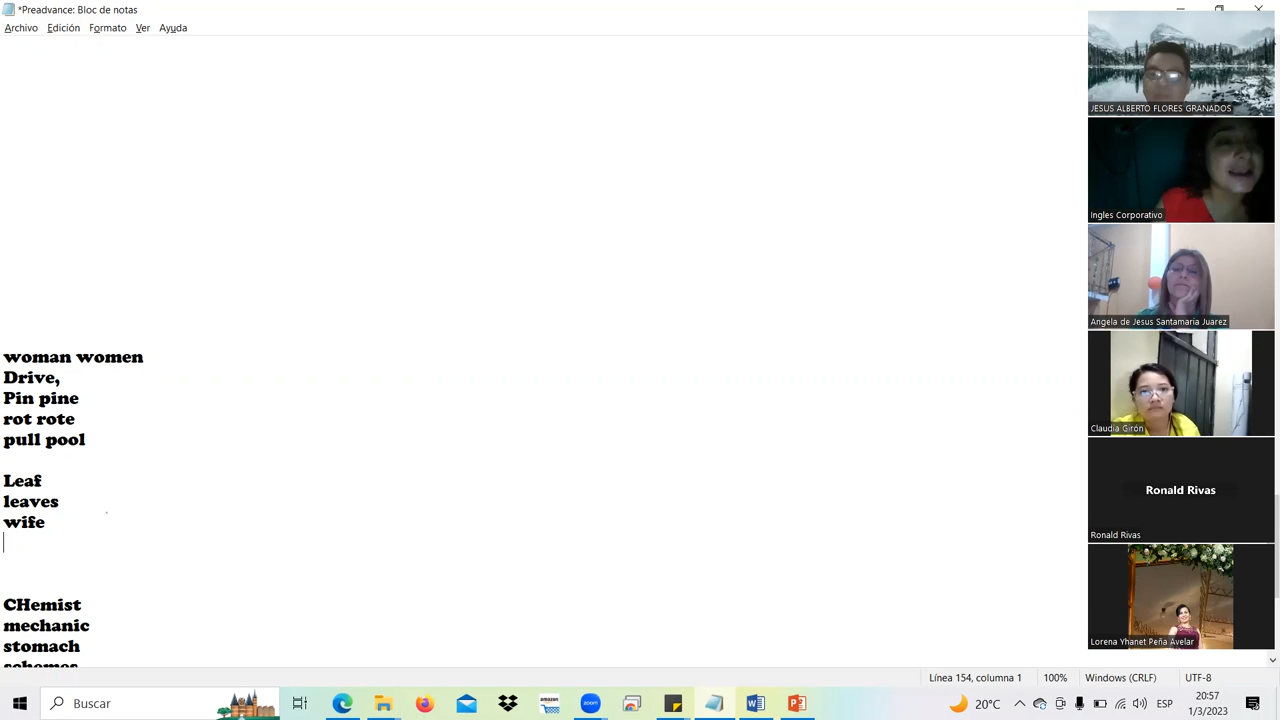 *Preadvance: Bloc de notas
Archivo Edición Formato Ver Ayuda
woman women
Drive,
Pin pine
rot rote
pull pool
Leaf
leaves
wife
CHemist
mechanic
stomach
schemes
JESUS ALBERTO FLORES GRANADOS
Ingles Corporativo
Angela de Jesus Santamaria Juarez
Claudia Girón
Ronald Rivas
Ronald Rivas
Lorena Yhanet Peña Avelar
Línea 154, columna 1 100% Windows (CRLF) UTF-8
Buscar
amazon
20°C
ESP
20:57
1/3/2023